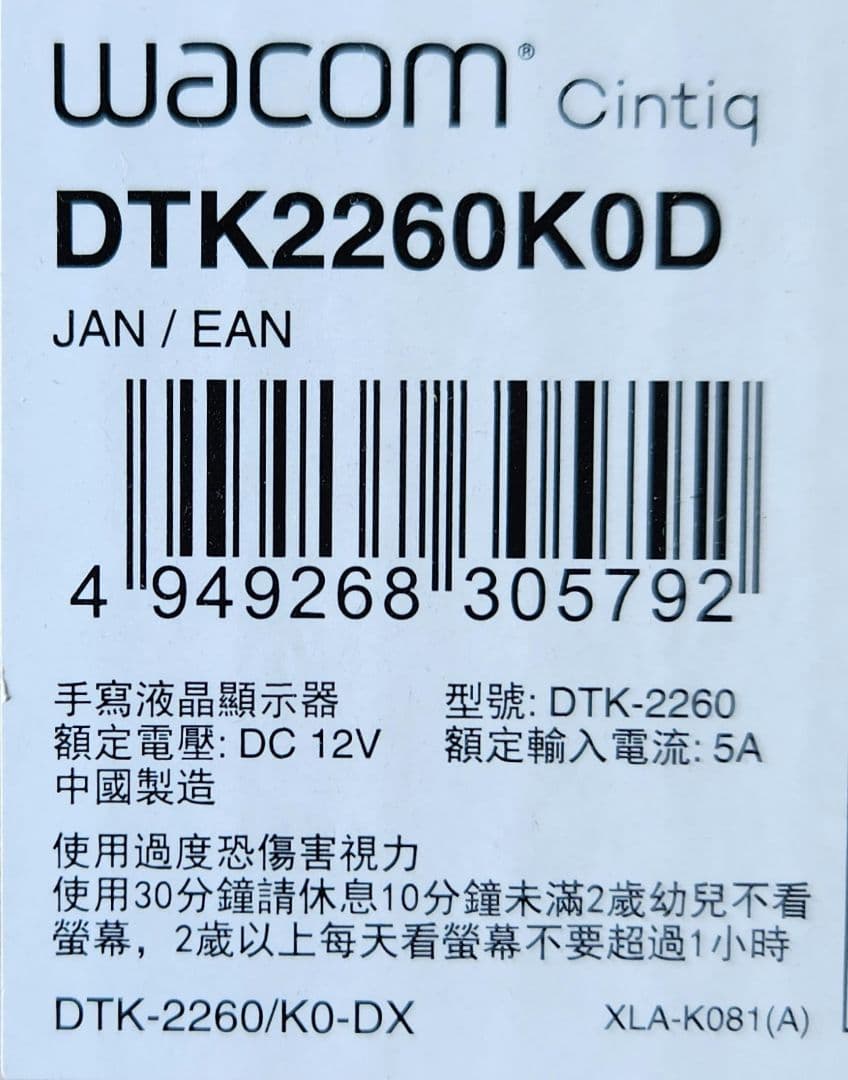 wacom® Cintiq
DTK2260K0D
JAN / EAN
4 949268 305792
手寫液晶顯示器 型號: DTK-2260
額定電壓: DC 12V 額定輸入電流: 5A
中國製造
使用過度恐傷害視力
使用30分鐘請休息10分鐘未滿2歲幼兒不看
螢幕，2歲以上每天看螢幕不要超過1小時
DTK-2260/K0-DX XLA-K081(A)